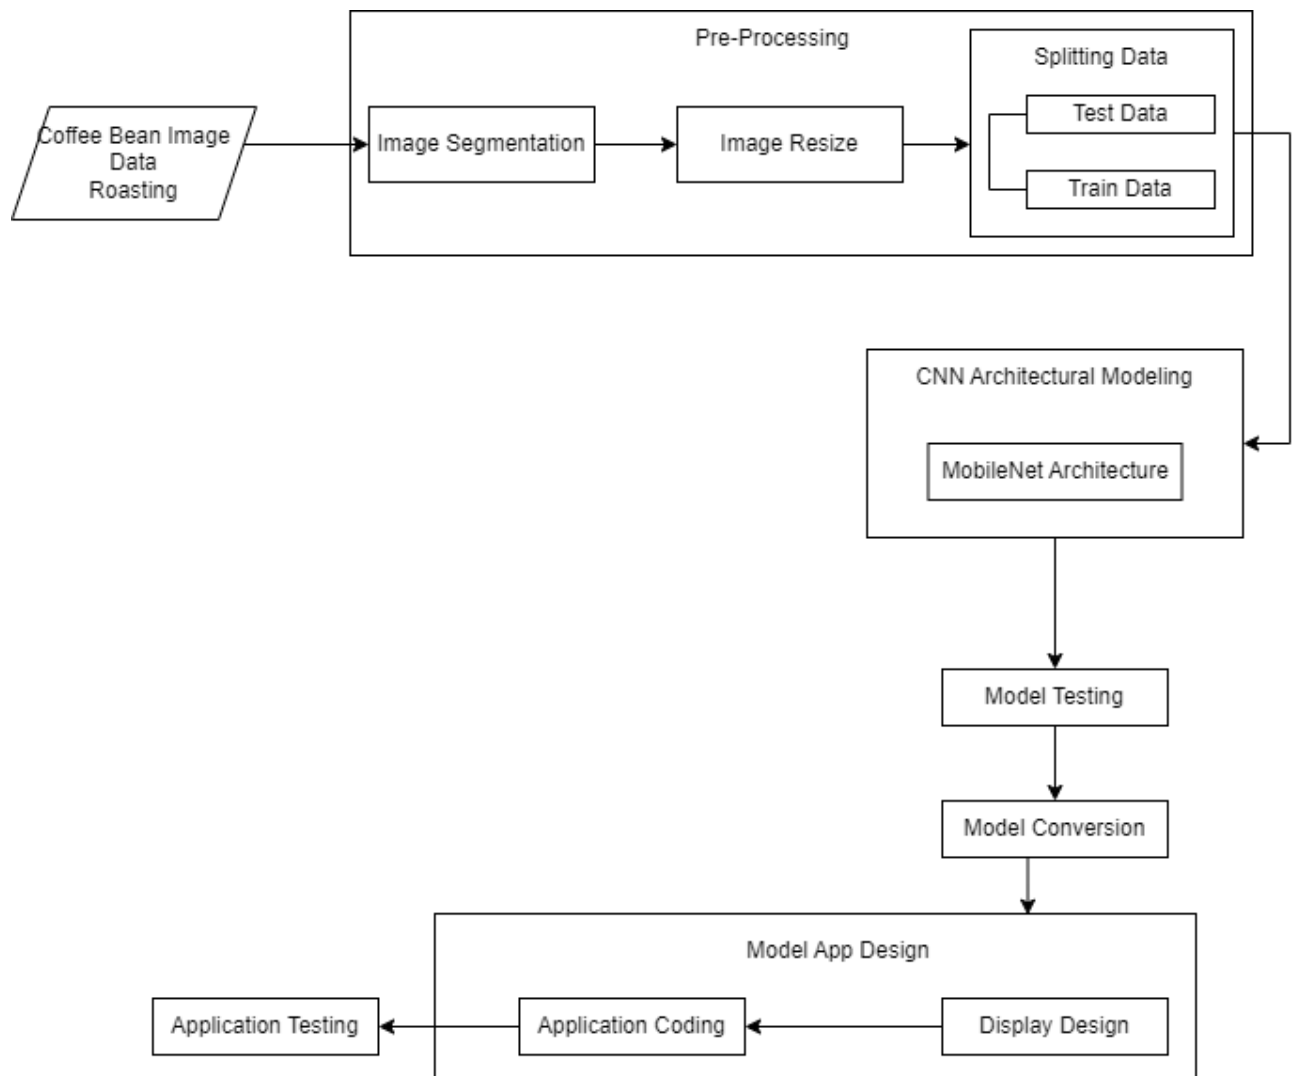 Pre-Processing
Splitting Data
Coffee Bean Image
Data
Roasting
Image Segmentation
Image Resize
Test Data
Train Data
CNN Architectural Modeling
MobileNet Architecture
Model Testing
Model Conversion
Model App Design
Application Testing
Application Coding
Display Design